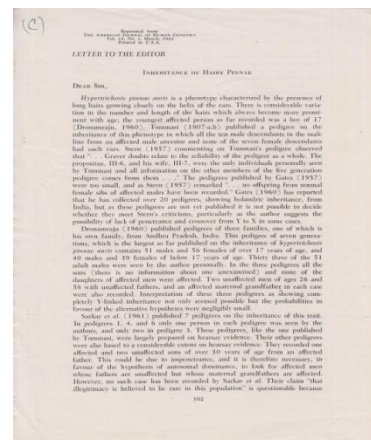 (C)
Reprinted from
THE AMERICAN JOURNAL OF HUMAN GENETICS
Vol. 14, No. 1, March, 1962
Printed in U.S.A.
LETTER TO THE EDITOR
INHERITANCE OF HAIRY PINNAE
DEAR SIR,
Hypertrichosis pinnae auris is a phenotype characterized by the presence of
long hairs growing closely on the helix of the ears. There is considerable varia-
tion in the number and length of the hairs which always become more promi-
nent with age; the youngest affected person so far recorded was a boy of 17
(Dronamraju, 1960). Tommasi (1907-a,b) published a pedigree on the
inheritance of this phenotype in which all the ten male descendants in the male
line from an affected male ancestor and none of the seven female descendants
had such ears. Stern (1957) commenting on Tommasi's pedigree observed
that ". . . Graver doubts relate to the reliability of the pedigree as a whole. The
propositus, III-6, and his wife, III-7, were the only individuals personally seen
by Tommasi and all information on the other members of the five generation
pedigree comes from them . . ." The pedigrees published by Gates (1957)
were too small, and as Stern (1957) remarked ". . . no offspring from normal
female sibs of affected males have been recorded." Gates (1960) has reported
that he has collected over 20 pedigrees, showing holandric inheritance, from
India, but as these pedigrees are not yet published it is not possible to decide
whether they meet Stern's criticisms, particularly as the author suggests the
possibility of lack of penetrance and crossover from Y to X in some cases.
Dronamraju (1960) published pedigrees of three families, one of which is
his own family, from Andhra Pradesh, India. This pedigree of seven genera-
tions, which is the largest so far published on the inheritance of hypertrichosis
pinnae auris contains 51 males and 56 females of over 17 years of age, and
40 males and 39 females of below 17 years of age. Thirty three of the 51
adult males were seen by the author personally. In the three pedigrees all the
sons (there is no information about one unexamined) and none of the
daughters of affected men were affected. Two unaffected men of ages 26 and
58 with unaffected fathers, and an affected maternal grandfather in each case
were also recorded. Interpretation of these three pedigrees as showing com-
pletely Y-linked inheritance not only seemed possible but the probabilities in
favour of the alternative hypotheses were negligibly small.
Sarkar et al. (1961) published 7 pedigrees on the inheritance of this trait.
In pedigrees 1, 4, and 6 only one person in each pedigree was seen by the
authors, and only two in pedigree 3. These pedigrees, like the one published
by Tommasi, were largely prepared on hearsay evidence. Their other pedigrees
were also based to a considerable extent on hearsay evidence. They recorded one
affected and two unaffected sons of over 30 years of age from an affected
father. This could be due to impenetrance, and it is therefore necessary, in
favour of the hypothesis of autosomal dominance, to look for affected men
whose fathers are unaffected but whose maternal grandfathers are affected.
However, no such case has been recorded by Sarkar et al. Their claim "that
illegitimacy is believed to be rare in this population" is questionable because
102